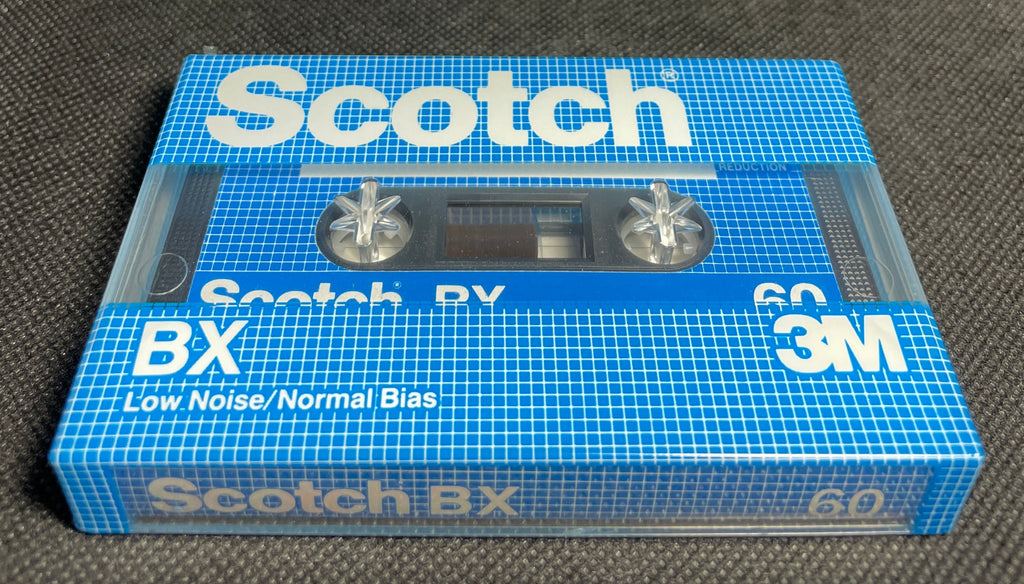 Scotch®
REDUCTION
Scotch® BX 60
BX 3M
Low Noise/Normal Bias
Scotch BX 60